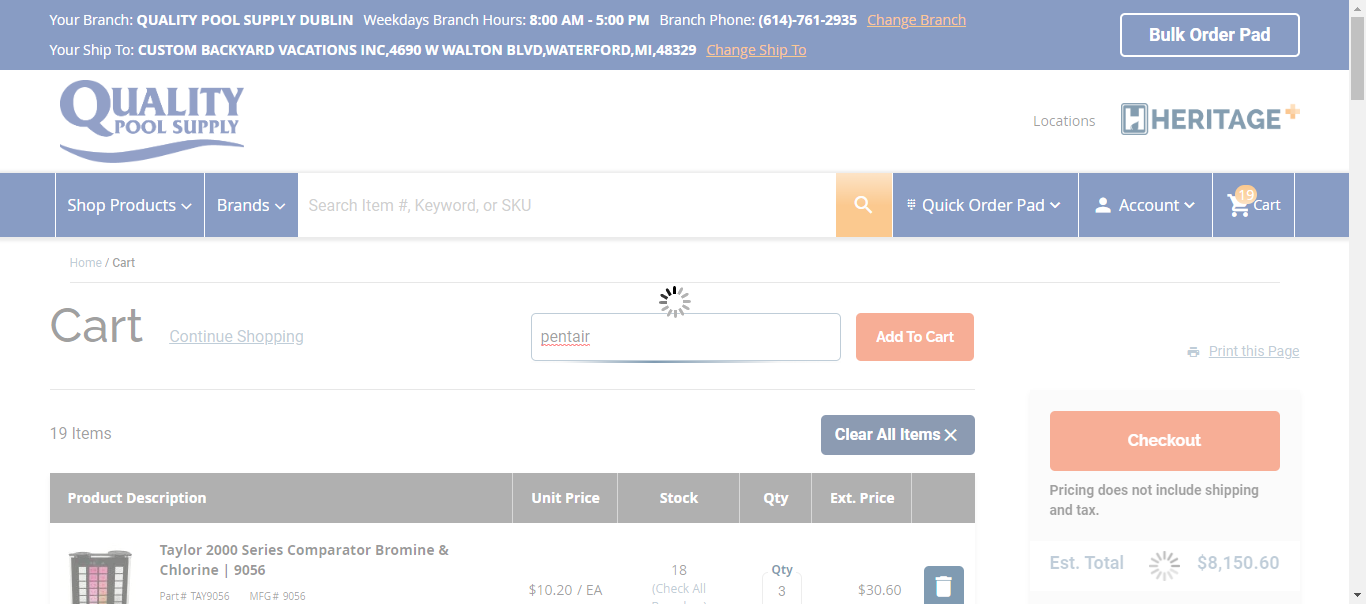 Your Branch: QUALITY POOL SUPPLY DUBLIN Weekdays Branch Hours: 8:00 AM - 5:00 PM Branch Phone: (614)-761-2935 Change Branch
Your Ship To: CUSTOM BACKYARD VACATIONS INC,4690 W WALTON BLVD,WATERFORD,MI,48329 Change Ship To
Bulk Order Pad
QUALITY
POOL SUPPLY
Locations
HERITAGE+
Shop Products
Brands
Search Item #, Keyword, or SKU
Quick Order Pad
Account
19
Cart
Home / Cart
Cart
Continue Shopping
pentair
Add To Cart
Print this Page
19 Items
Clear All Items
Checkout
Pricing does not include shipping
and tax.
Est. Total $8,150.60
Product Description Unit Price Stock Qty Ext. Price
Taylor 2000 Series Comparator Bromine &
Chlorine | 9056
Part # TAY9056 MFG # 9056
$10.20 / EA
18
(Check All
Qty
3
$30.60